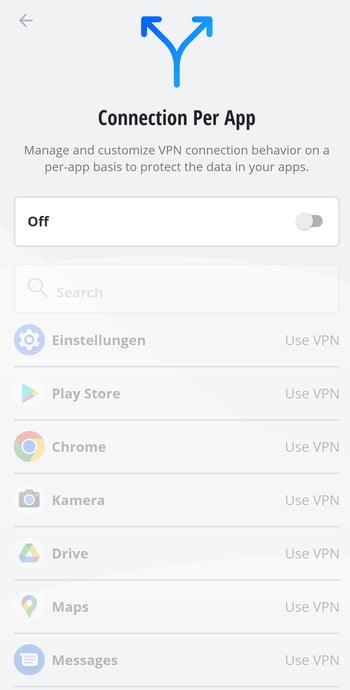 Connection Per App
Manage and customize VPN connection behavior on a
per-app basis to protect the data in your apps.
Off
Search
Einstellungen Use VPN
Play Store Use VPN
Chrome Use VPN
Kamera Use VPN
Drive Use VPN
Maps Use VPN
Messages Use VPN